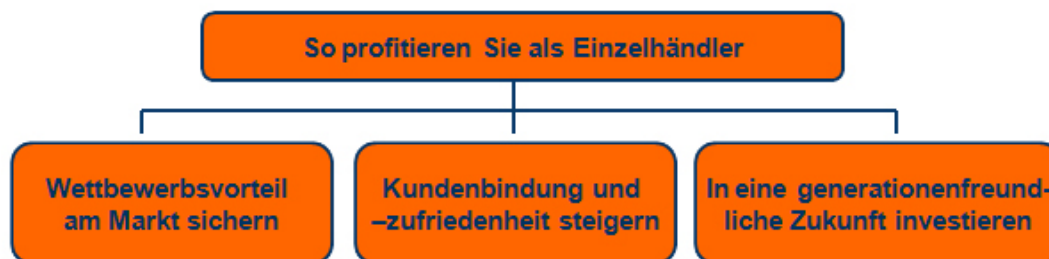 So profitieren Sie als Einzelhändler
Wettbewerbsvorteil
am Markt sichern
Kundenbindung und
–zufriedenheit steigern
In eine generationenfreund-
liche Zukunft investieren